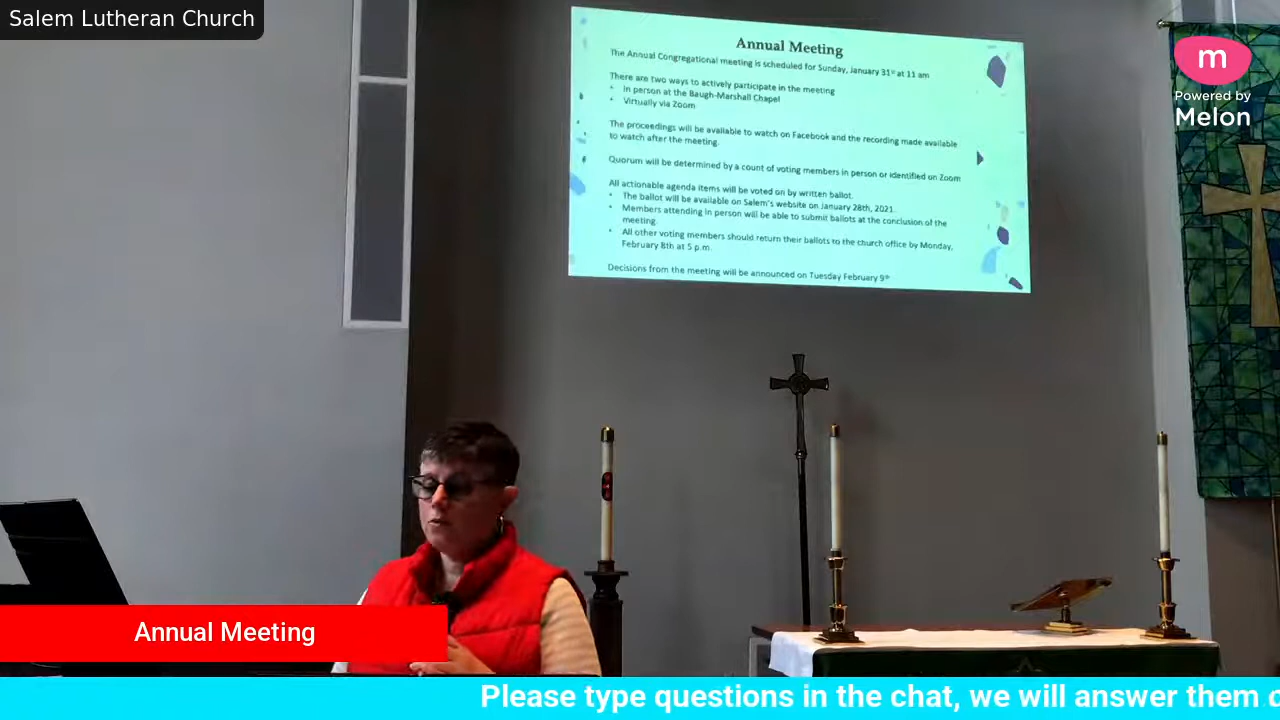 Salem Lutheran Church
Annual Meeting
The Annual Congregational meeting is scheduled for Sunday, January 31st at 11 am
There are two ways to actively participate in the meeting
• In person at the Baugh-Marshall Chapel
• Virtually via Zoom
The proceedings will be available to watch on Facebook and the recording made available
to watch after the meeting.
Quorum will be determined by a count of voting members in person or identified on Zoom
All actionable agenda items will be voted on by written ballot.
• The ballot will be available on Salem's website on January 28th, 2021.
• Members attending in person will be able to submit ballots at the conclusion of the
meeting.
• All other voting members should return their ballots to the church office by Monday,
February 8th at 5 p.m.
Decisions from the meeting will be announced on Tuesday February 9th
m
Powered by
Melon
Annual Meeting
Please type questions in the chat, we will answer them